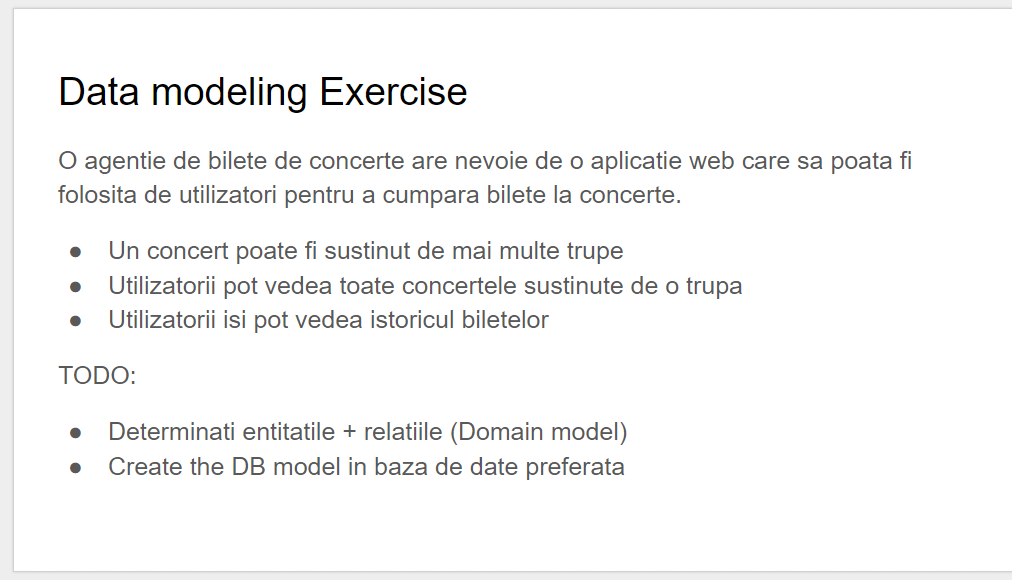 Data modeling Exercise
O agentie de bilete de concerte are nevoie de o aplicatie web care sa poata fi
folosita de utilizatori pentru a cumpara bilete la concerte.
● Un concert poate fi sustinut de mai multe trupe
● Utilizatorii pot vedea toate concertele sustinute de o trupa
● Utilizatorii isi pot vedea istoricul biletelor
TODO:
● Determinati entitatile + relatiile (Domain model)
● Create the DB model in baza de date preferata